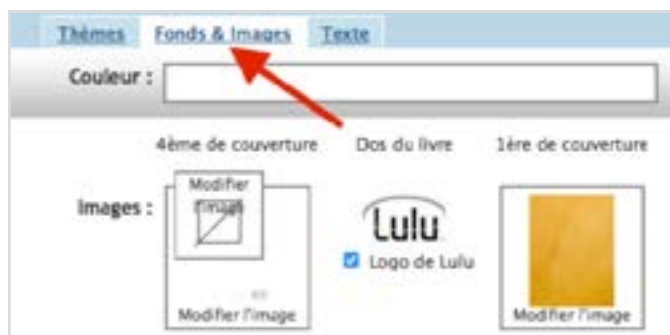 Thèmes Fonds & Images Texte
Couleur :
4ème de couverture Dos du livre 1ère de couverture
Images :
Modifier
l'image
Lulu
Logo de Lulu
Modifier l'image
Modifier l'image